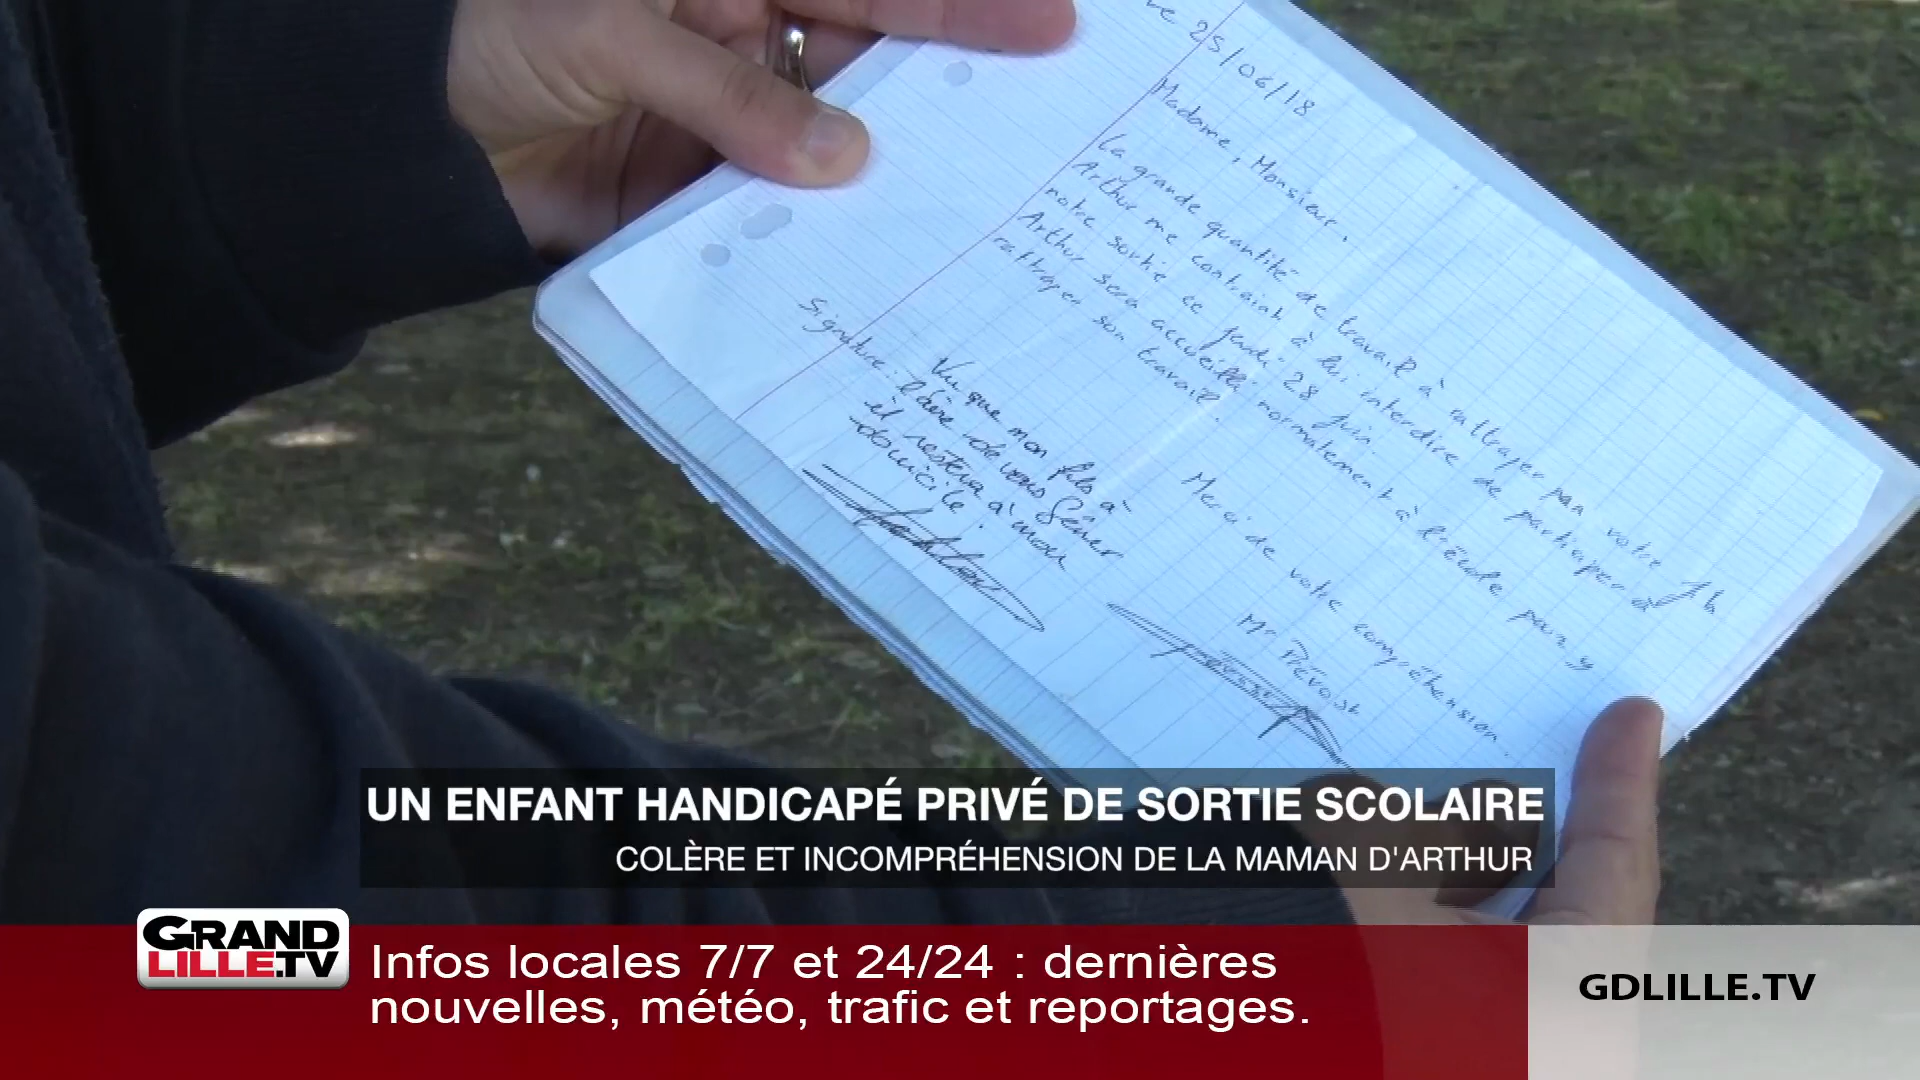 Le 25/06/18
Madame, Monsieur,
La grande quantité de travail à rattraper par votre fils
Arthur me contraint à lui interdire de participer à
notre sortie ce jeudi 28 juin.
Arthur sera accueilli normalement à l'école pour y
rattraper son travail.
Merci de votre compréhension.
Mr Prévost
Signature :
Vu que mon fils a
l'aire de vous gêner
il restera à mon
domicile.
UN ENFANT HANDICAPÉ PRIVÉ DE SORTIE SCOLAIRE
COLÈRE ET INCOMPRÉHENSION DE LA MAMAN D'ARTHUR
GRAND
LILLE.TV
Infos locales 7/7 et 24/24 : dernières
nouvelles, météo, trafic et reportages.
GDLILLE.TV